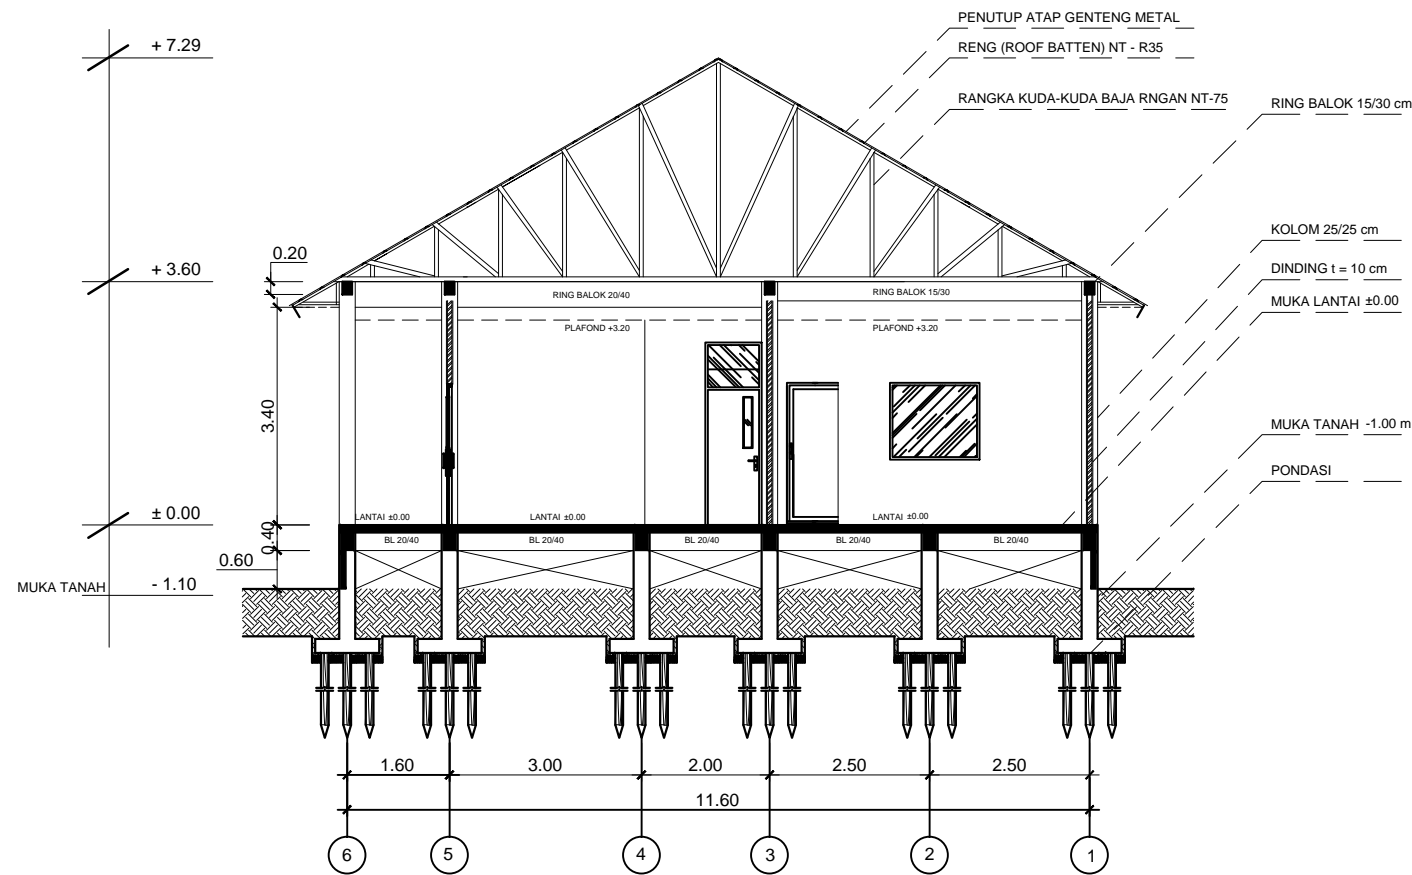 PENUTUP ATAP GENTENG METAL
+ 7.29
RENG (ROOF BATTEN) NT - R35
RANGKA KUDA-KUDA BAJA RNGAN NT-75
RING BALOK 15/30 cm
KOLOM 25/25 cm
0.20
+ 3.60
DINDING t = 10 cm
RING BALOK 20/40
RING BALOK 15/30
MUKA LANTAI ±0.00
PLAFOND +3.20
PLAFOND +3.20
3.40
MUKA TANAH -1.00 m
PONDASI
± 0.00
LANTAI ±0.00
LANTAI ±0.00
LANTAI ±0.00
0.40
BL 20/40
BL 20/40
BL 20/40
BL 20/40
BL 20/40
0.60
MUKA TANAH
- 1.10
1.60
3.00
2.00
2.50
2.50
11.60
6
5
4
3
2
1